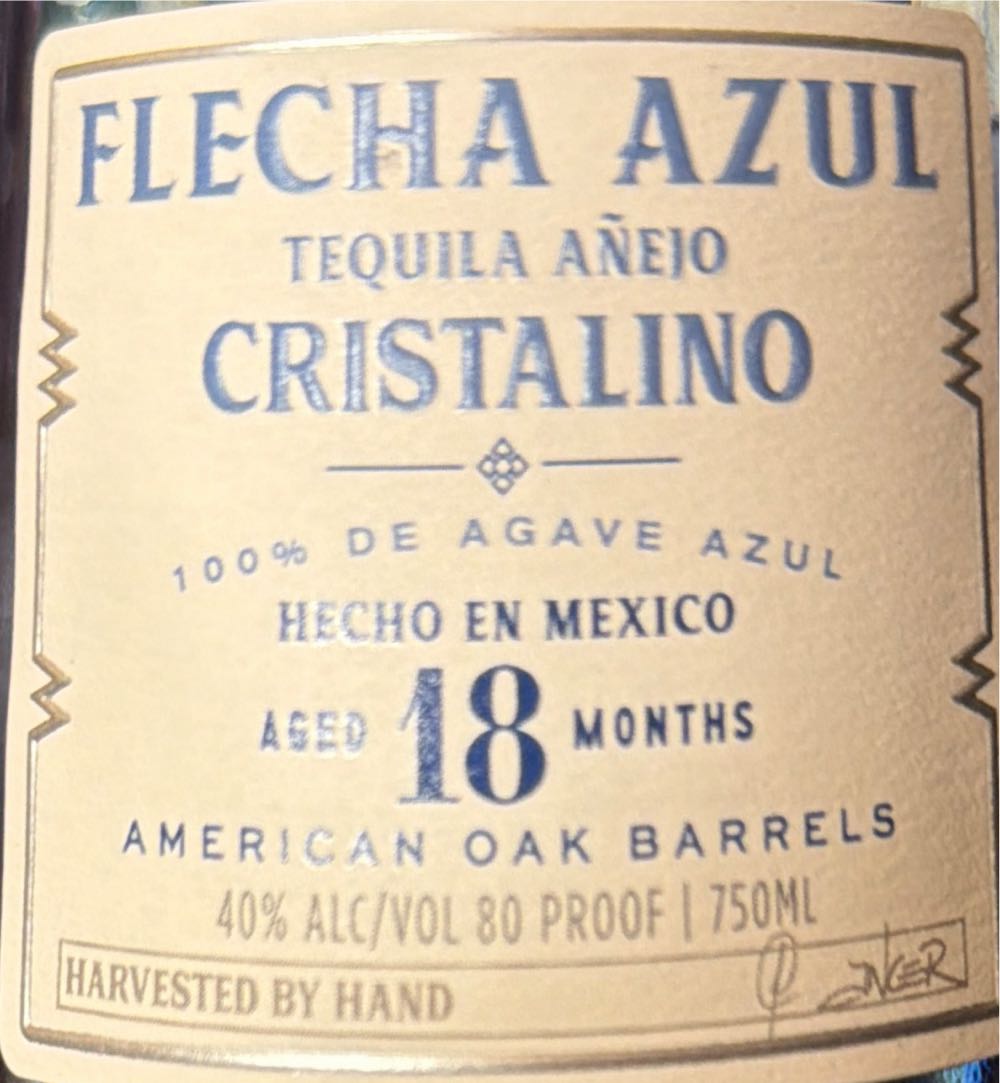 FLECHA AZUL
TEQUILA AÑEJO
CRISTALINO
100% DE AGAVE AZUL
HECHO EN MEXICO
AGED 18 MONTHS
AMERICAN OAK BARRELS
40% ALC/VOL 80 PROOF | 750ML
HARVESTED BY HAND